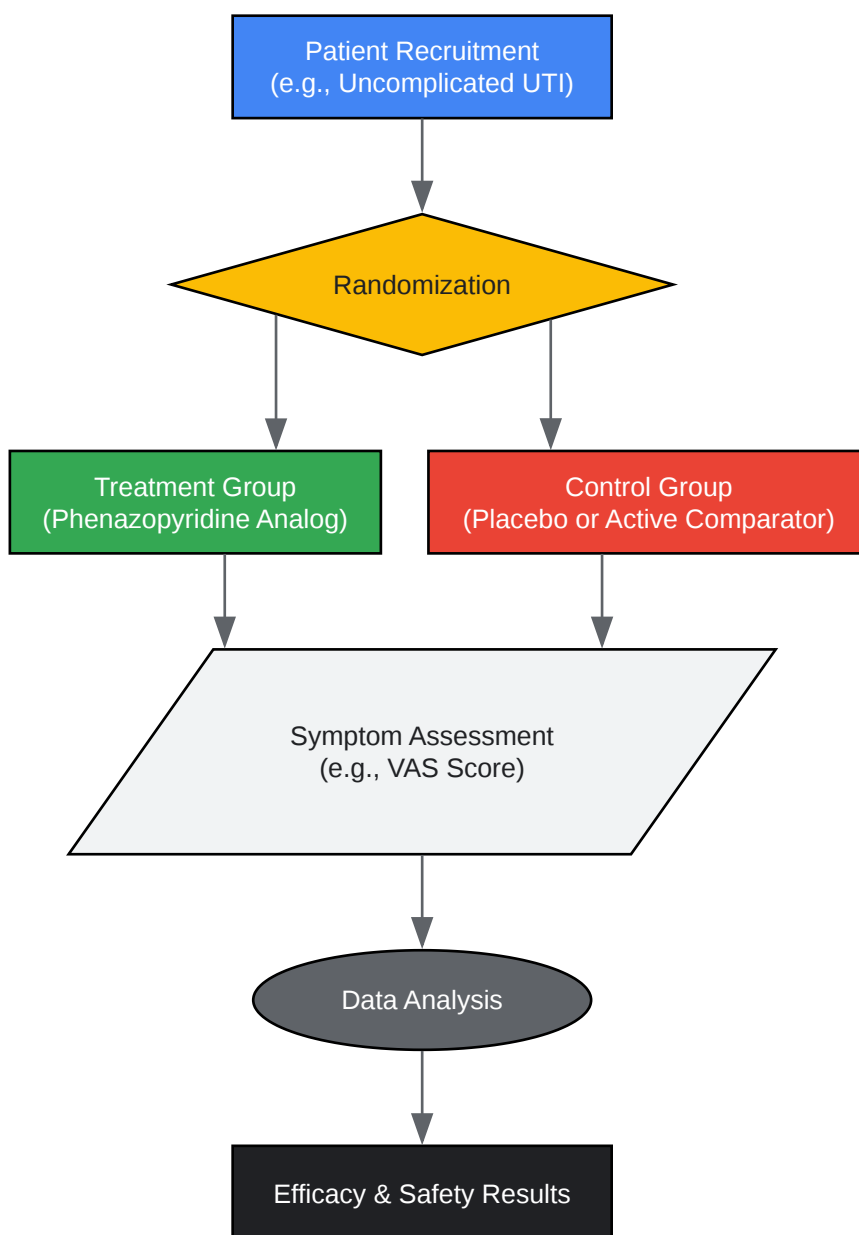 Patient Recruitment
(e.g., Uncomplicated UTI)
Randomization
Treatment Group
(Phenazopyridine Analog)
Control Group
(Placebo or Active Comparator)
Symptom Assessment
(e.g., VAS Score)
Data Analysis
Efficacy & Safety Results